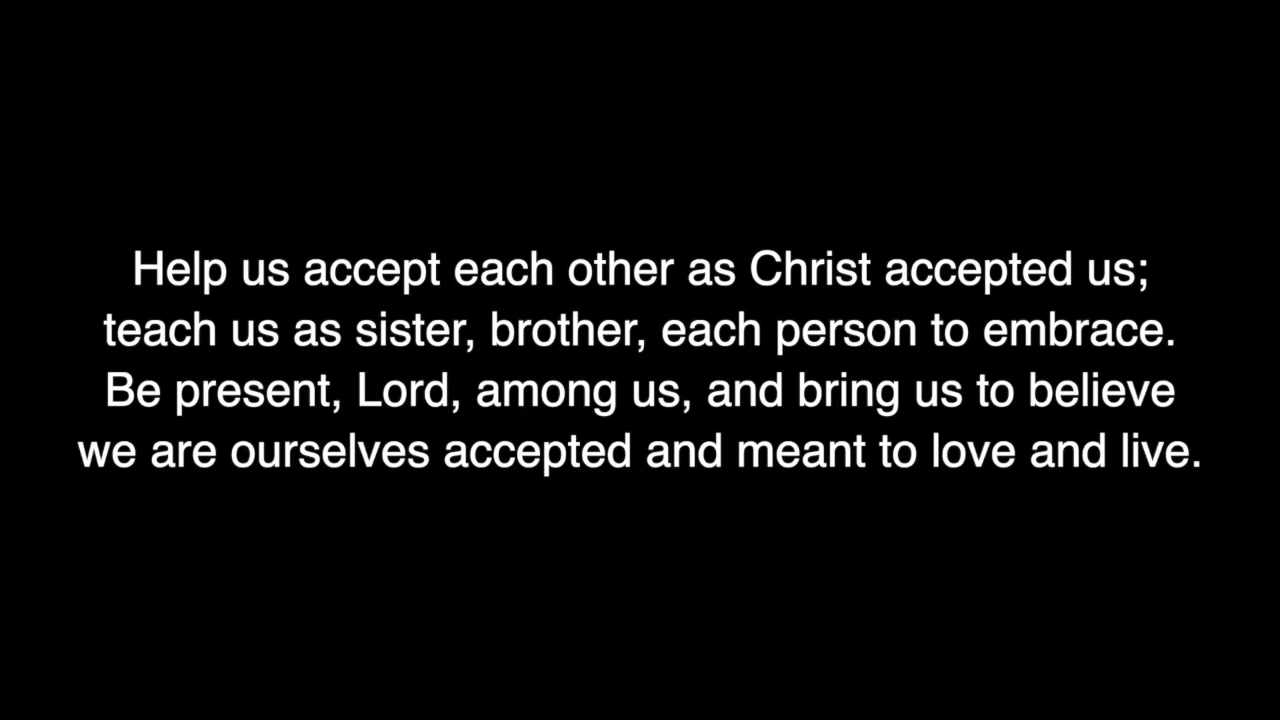 Help us accept each other as Christ accepted us;
teach us as sister, brother, each person to embrace.
Be present, Lord, among us, and bring us to believe
we are ourselves accepted and meant to love and live.